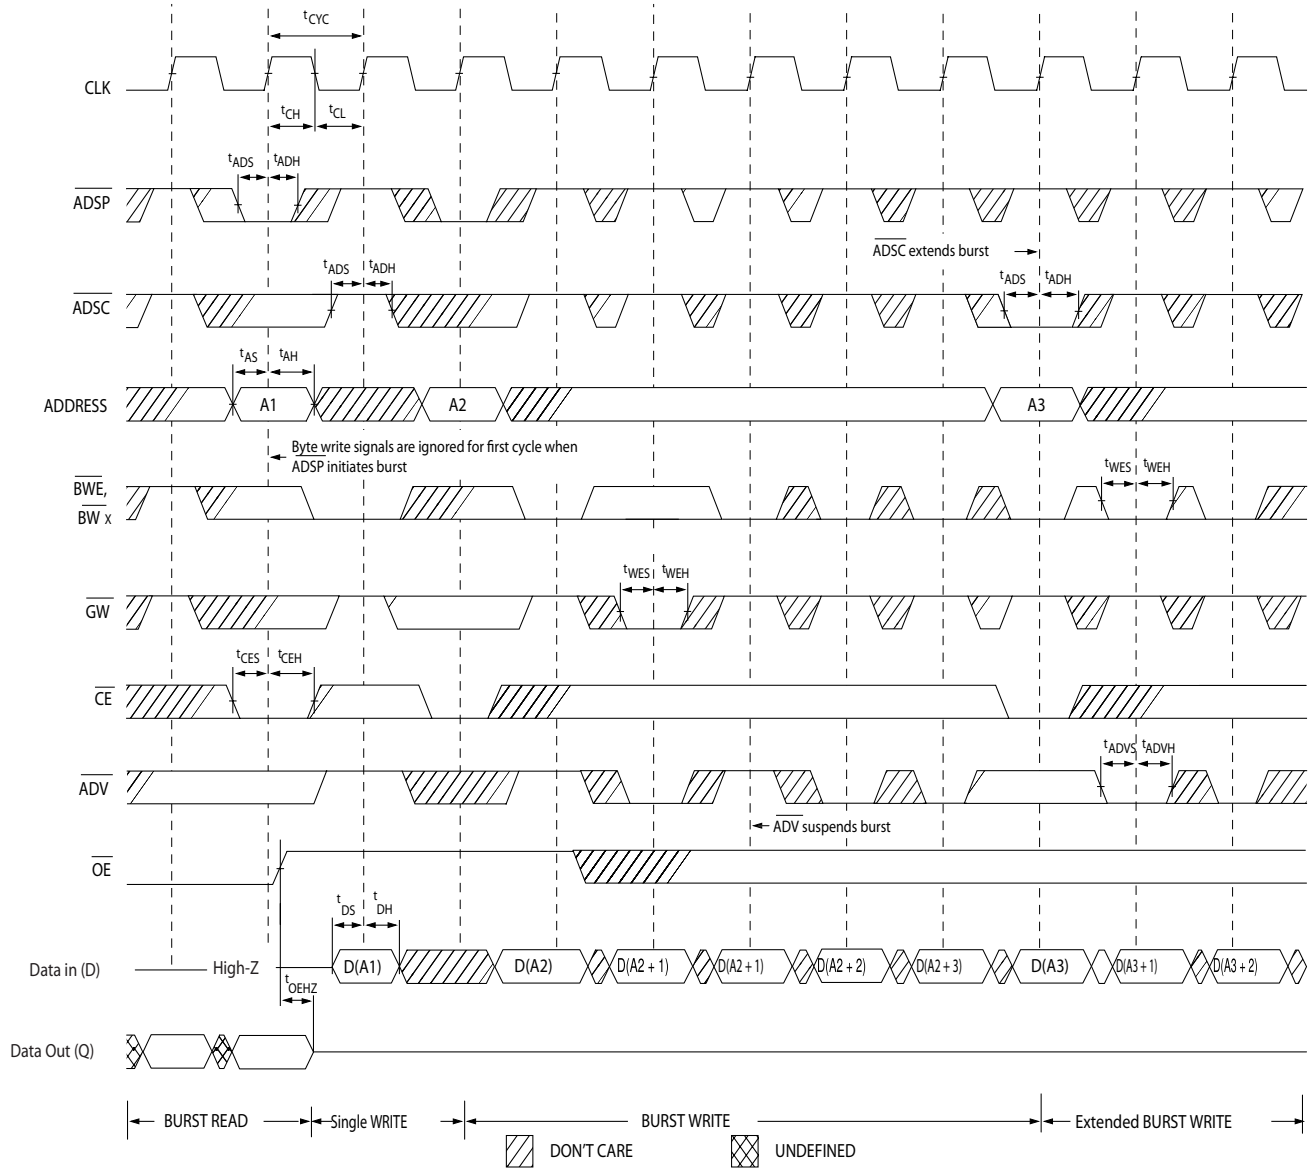 tCYC
CLK
tCH
tCL
tADS
tADH
ADSP
ADSC extends burst
tADS
tADH
tADS
tADH
ADSC
tAS
tAH
ADDRESS
A1
A2
A3
Byte write signals are ignored for first cycle when
ADSP initiates burst
tWES
tWEH
BWE,
BW x
tWES
tWEH
GW
tCES
tCEH
CE
tADVS
tADVH
ADV
ADV suspends burst
OE
tDS
tDH
Data in (D)
High-Z
D(A1)
D(A2)
D(A2 + 1)
D(A2 + 1)
D(A2 + 2)
D(A2 + 3)
D(A3)
D(A3 + 1)
D(A3 + 2)
tOEHZ
Data Out (Q)
BURST READ
Single WRITE
BURST WRITE
Extended BURST WRITE
DON'T CARE
UNDEFINED